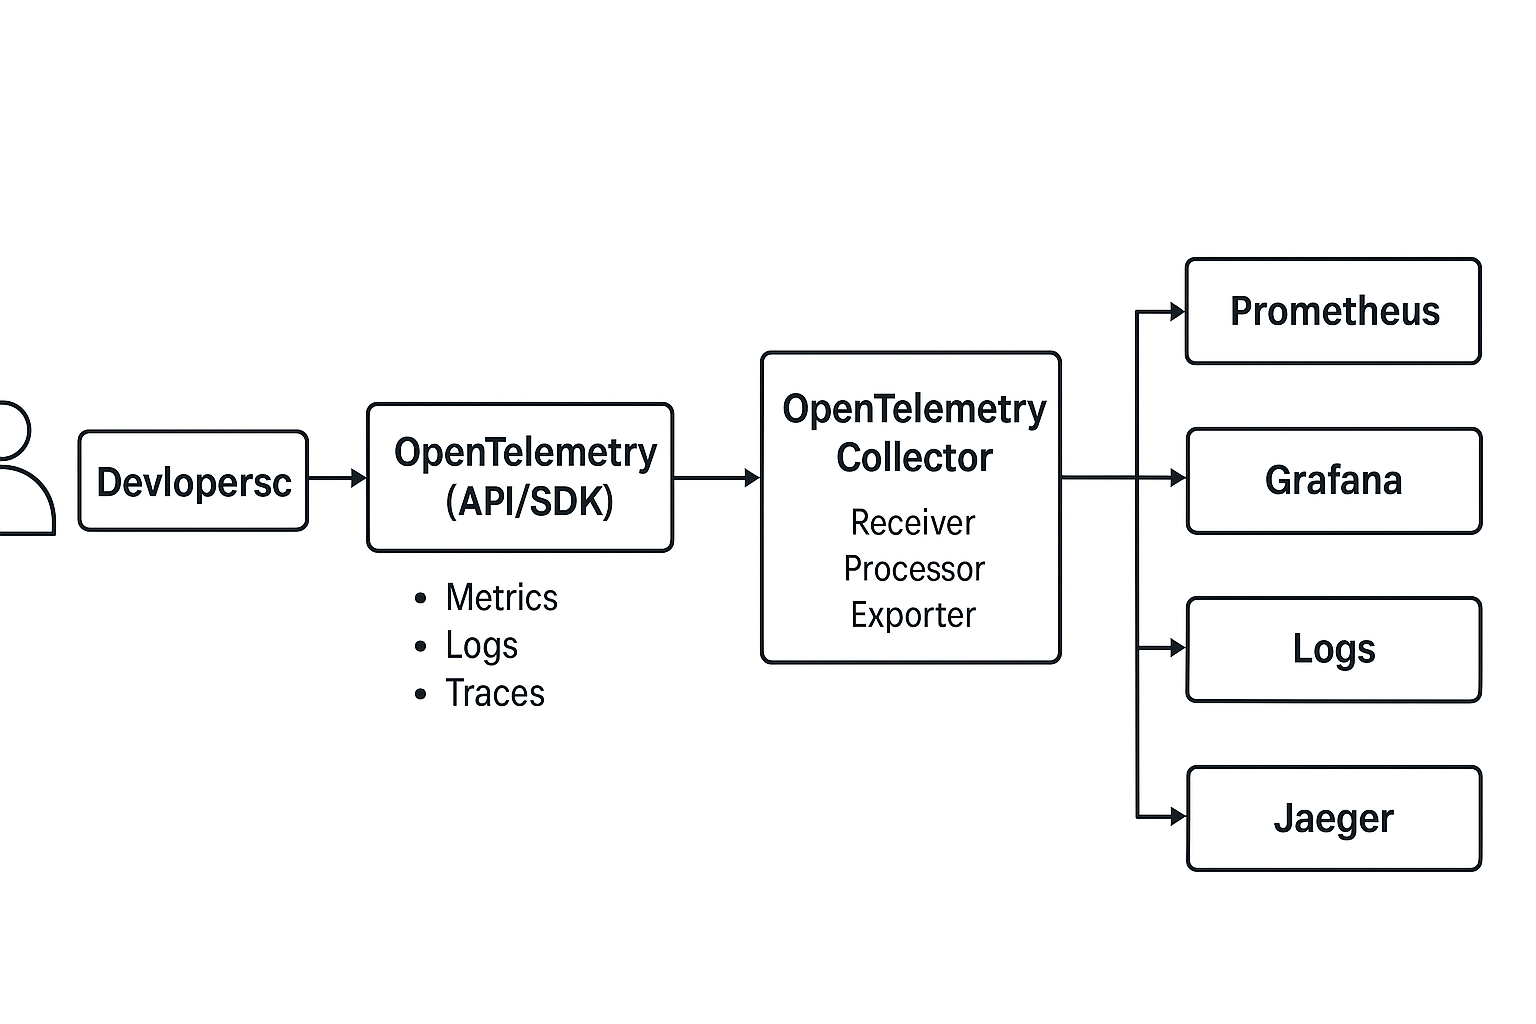 Devlopersc
OpenTelemetry
(API/SDK)
• Metrics
• Logs
• Traces
OpenTelemetry
Collector
Receiver
Processor
Exporter
Prometheus
Grafana
Logs
Jaeger